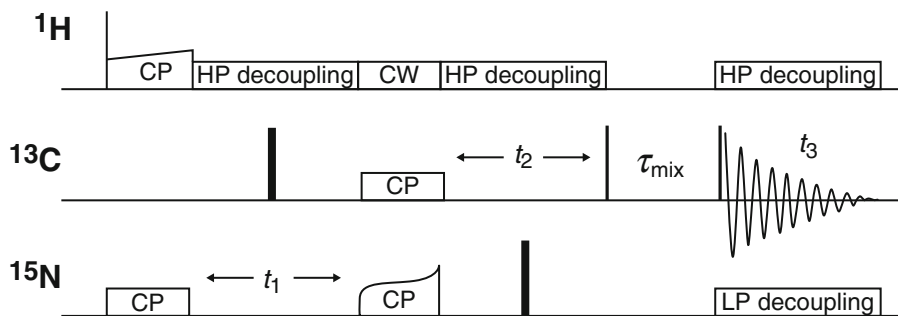 ¹H
CP HP decoupling CW HP decoupling HP decoupling
¹³C
CP t₂ τmix t₃
¹⁵N
CP t₁ CP LP decoupling